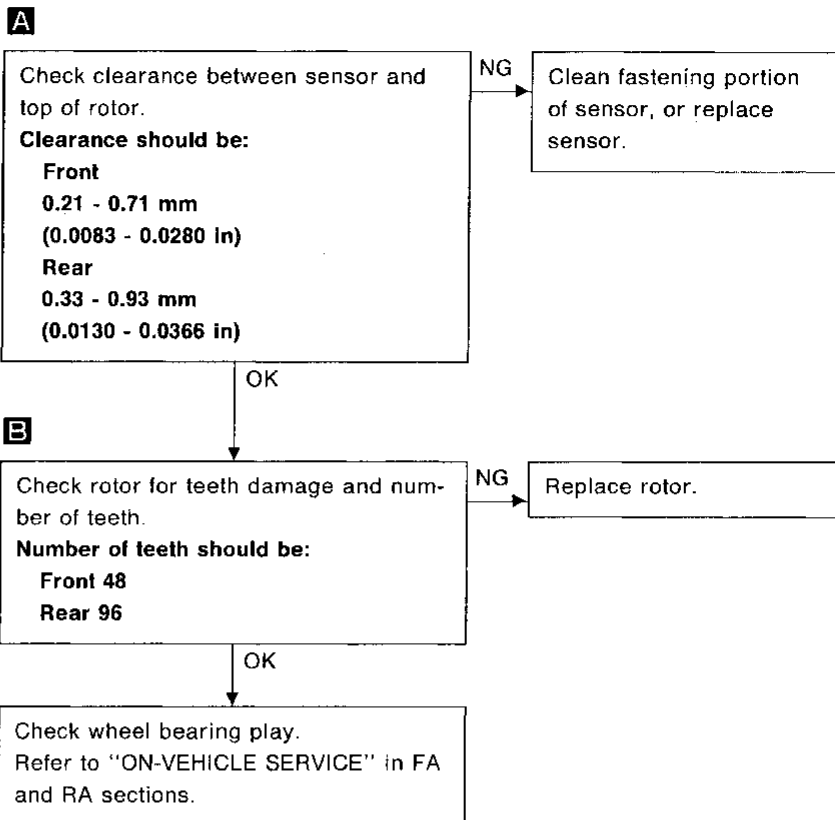 A
Check clearance between sensor and
top of rotor.
Clearance should be:
Front
0.21 - 0.71 mm
(0.0083 - 0.0280 in)
Rear
0.33 - 0.93 mm
(0.0130 - 0.0366 in)
NG
Clean fastening portion
of sensor, or replace
sensor.
OK
B
Check rotor for teeth damage and num-
ber of teeth.
Number of teeth should be:
Front 48
Rear 96
NG
Replace rotor.
OK
Check wheel bearing play.
Refer to "ON-VEHICLE SERVICE" in FA
and RA sections.